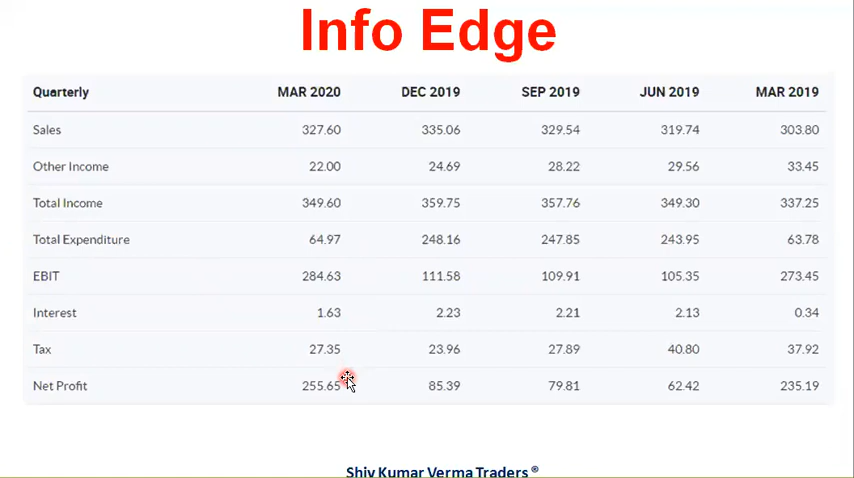 Info Edge
Quarterly MAR 2020 DEC 2019 SEP 2019 JUN 2019 MAR 2019
Sales 327.60 335.06 329.54 319.74 303.80
Other Income 22.00 24.69 28.22 29.56 33.45
Total Income 349.60 359.75 357.76 349.30 337.25
Total Expenditure 64.97 248.16 247.85 243.95 63.78
EBIT 284.63 111.58 109.91 105.35 273.45
Interest 1.63 2.23 2.21 2.13 0.34
Tax 27.35 23.96 27.89 40.80 37.92
Net Profit 255.65 85.39 79.81 62.42 235.19
Shiv Kumar Verma Traders ®